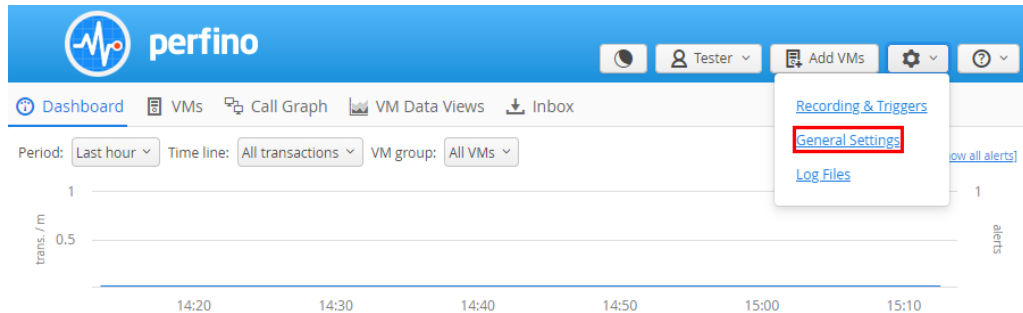 perfino
Tester
Add VMs
Dashboard VMs Call Graph VM Data Views Inbox
Recording & Triggers
General Settings
Log Files
Period: Last hour Time line: All transactions VM group: All VMs
ow all alerts]
1 1
trans. / m
0.5
alerts
14:20 14:30 14:40 14:50 15:00 15:10